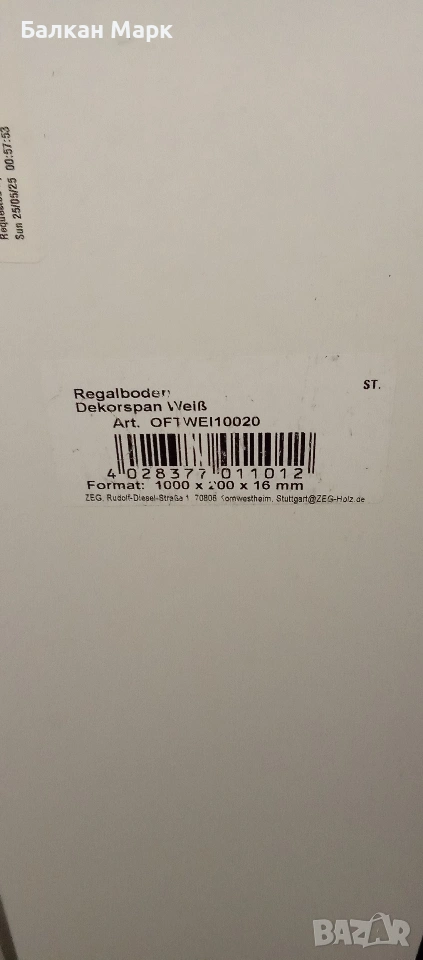 Балкан Марк
Sun 25/05/25 00:57:53
Regalboden
ST.
Dekorspan Weiß
Art. OFTWEI10020
4 028377 011012
Format: 1000 x 200 x 16 mm
ZEG, Rudolf-Diesel-Straße 1, 70806 Kornwestheim, Stuttgart@ZEG-Holz.de
BAZAR